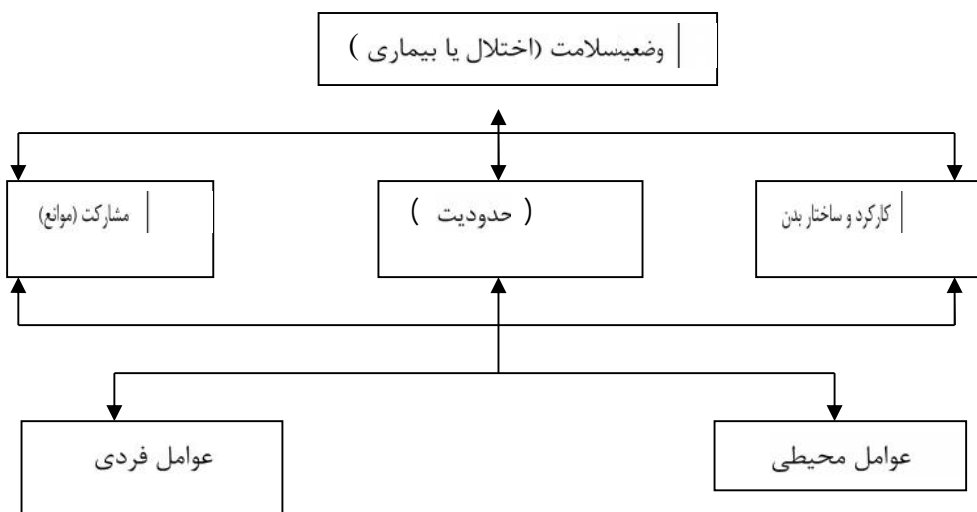 وضعیسلامت (اختلال یا بیماری )
کارکرد و ساختار بدن
( حدودیت )
مشارکت (موانع)
عوامل محیطی
عوامل فردی